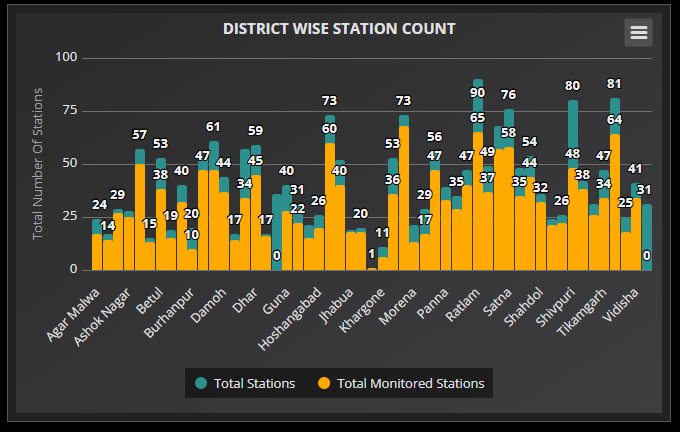 DISTRICT WISE STATION COUNT
Total Number Of Stations
100
75
50
25
0
24 14 29 57 15 53 38 19 40 20 10 47 61 44 17 34 59 45 17 0 40 31 22 26 73 60 40 20 1 11 53 36 73 29 17 56 47 35 47 90 65 49 37 76 58 35 54 44 32 26 80 48 38 47 34 81 64 25 41 31 0
Agar Malwa
Ashok Nagar
Betul
Burhanpur
Damoh
Dhar
Guna
Hoshangabad
Jhabua
Khargone
Morena
Panna
Ratlam
Satna
Shahdol
Shivpuri
Tikamgarh
Vidisha
Total Stations
Total Monitored Stations